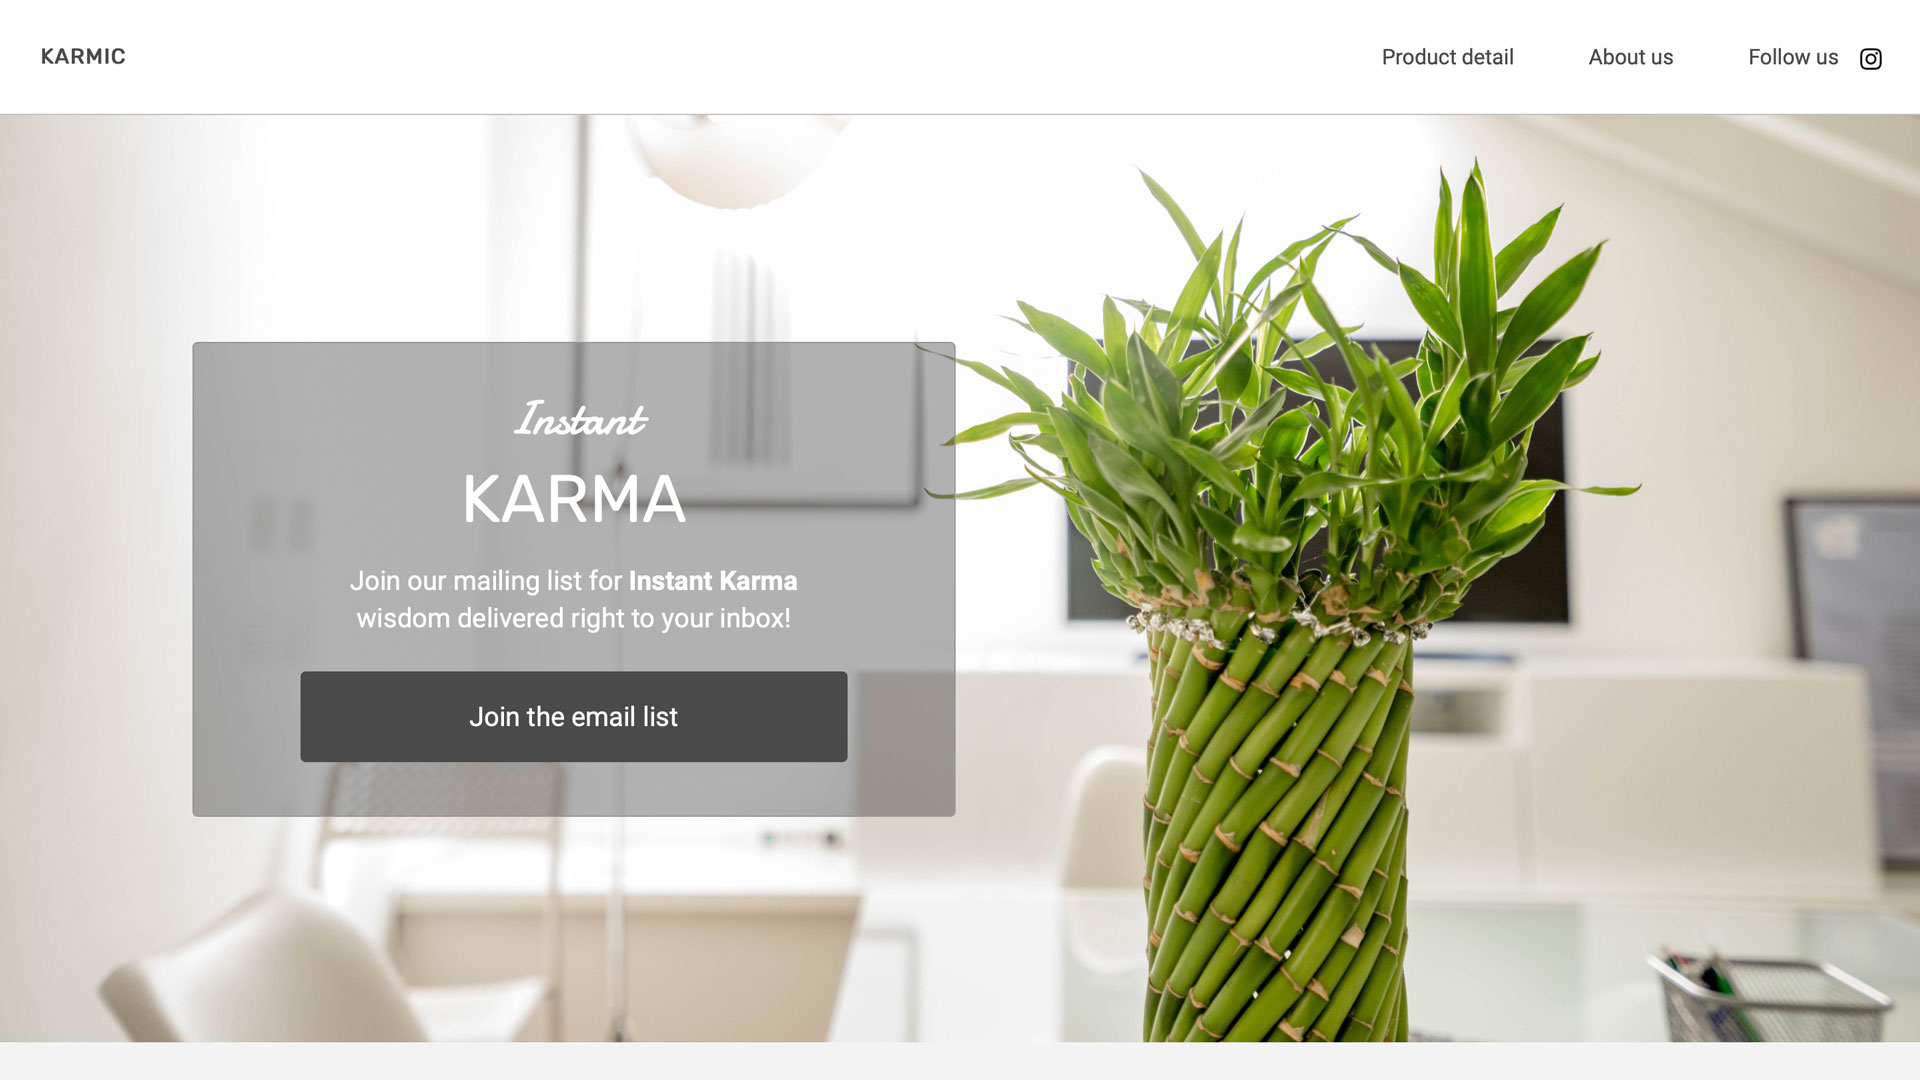 KARMIC
Product detail
About us
Follow us
Instant
KARMA
Join our mailing list for Instant Karma
wisdom delivered right to your inbox!
Join the email list